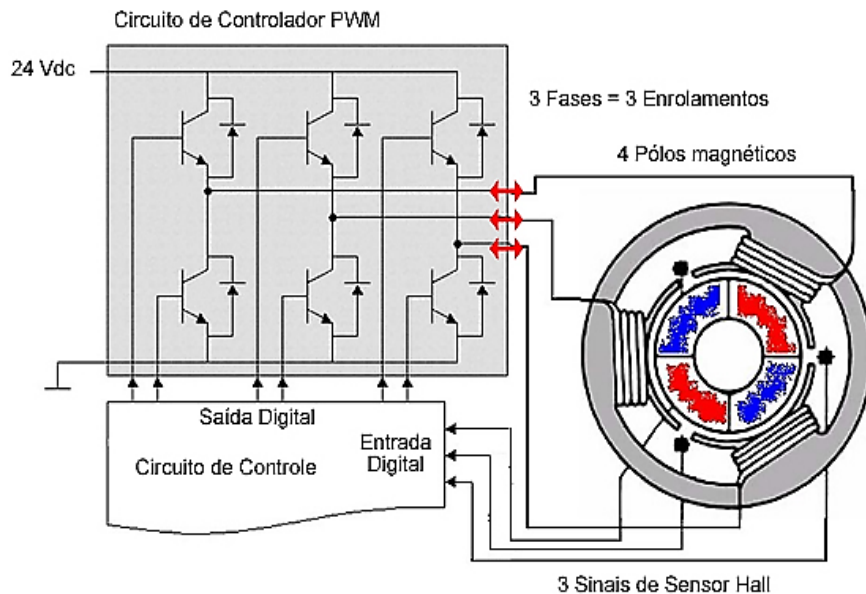 Circuito de Controlador PWM
24 Vdc
3 Fases = 3 Enrolamentos
4 Pólos magnéticos
Saída Digital
Entrada
Digital
Circuito de Controle
3 Sinais de Sensor Hall